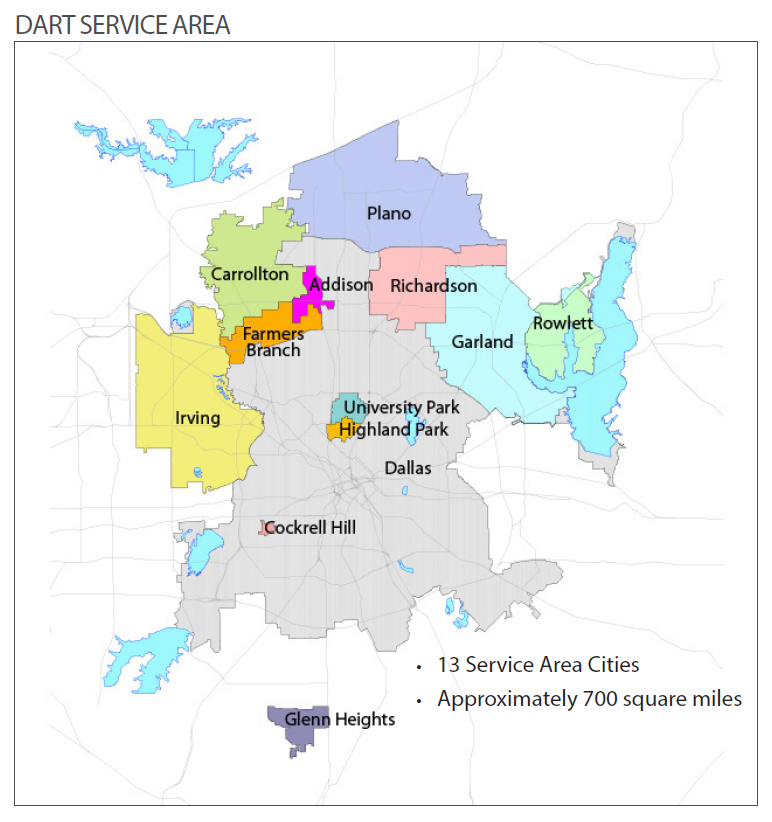 DART SERVICE AREA
Plano
Carrollton
Addison
Richardson
Farmers
Branch
Garland
Rowlett
Irving
University Park
Highland Park
Dallas
Cockrell Hill
• 13 Service Area Cities
• Approximately 700 square miles
Glenn Heights